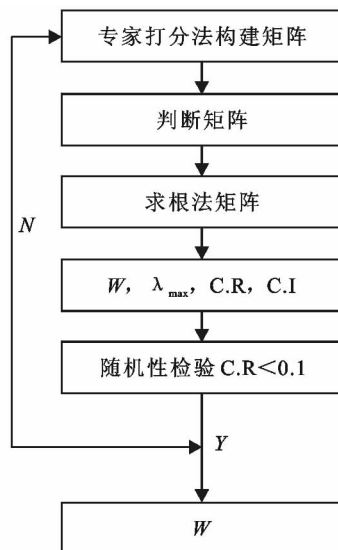 专家打分法构建矩阵
判断矩阵
求根法矩阵
N
W, λmax, C.R, C.I
随机性检验 C.R<0.1
Y
W